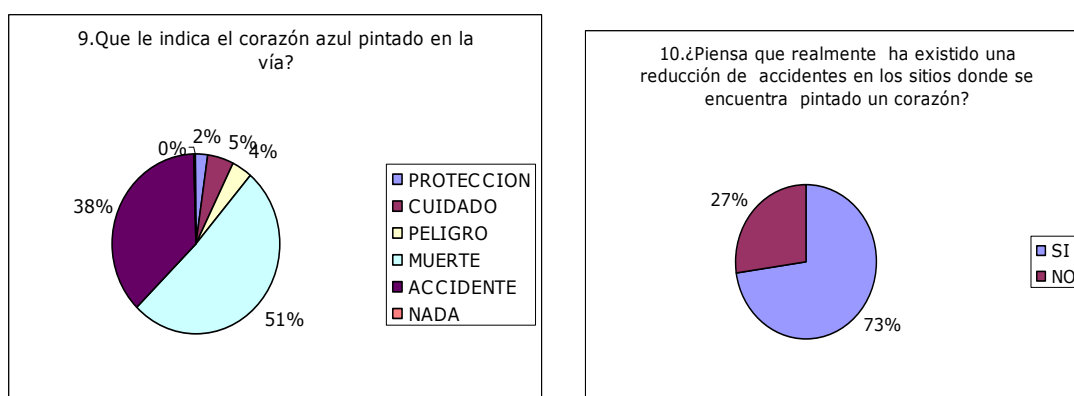 9.Que le indica el corazón azul pintado en la
vía?
0%
2%
5%
4%
38%
51%
PROTECCION
CUIDADO
PELIGRO
MUERTE
ACCIDENTE
NADA
10.¿Piensa que realmente ha existido una
reducción de accidentes en los sitios donde se
encuentra pintado un corazón?
27%
73%
SI
NO